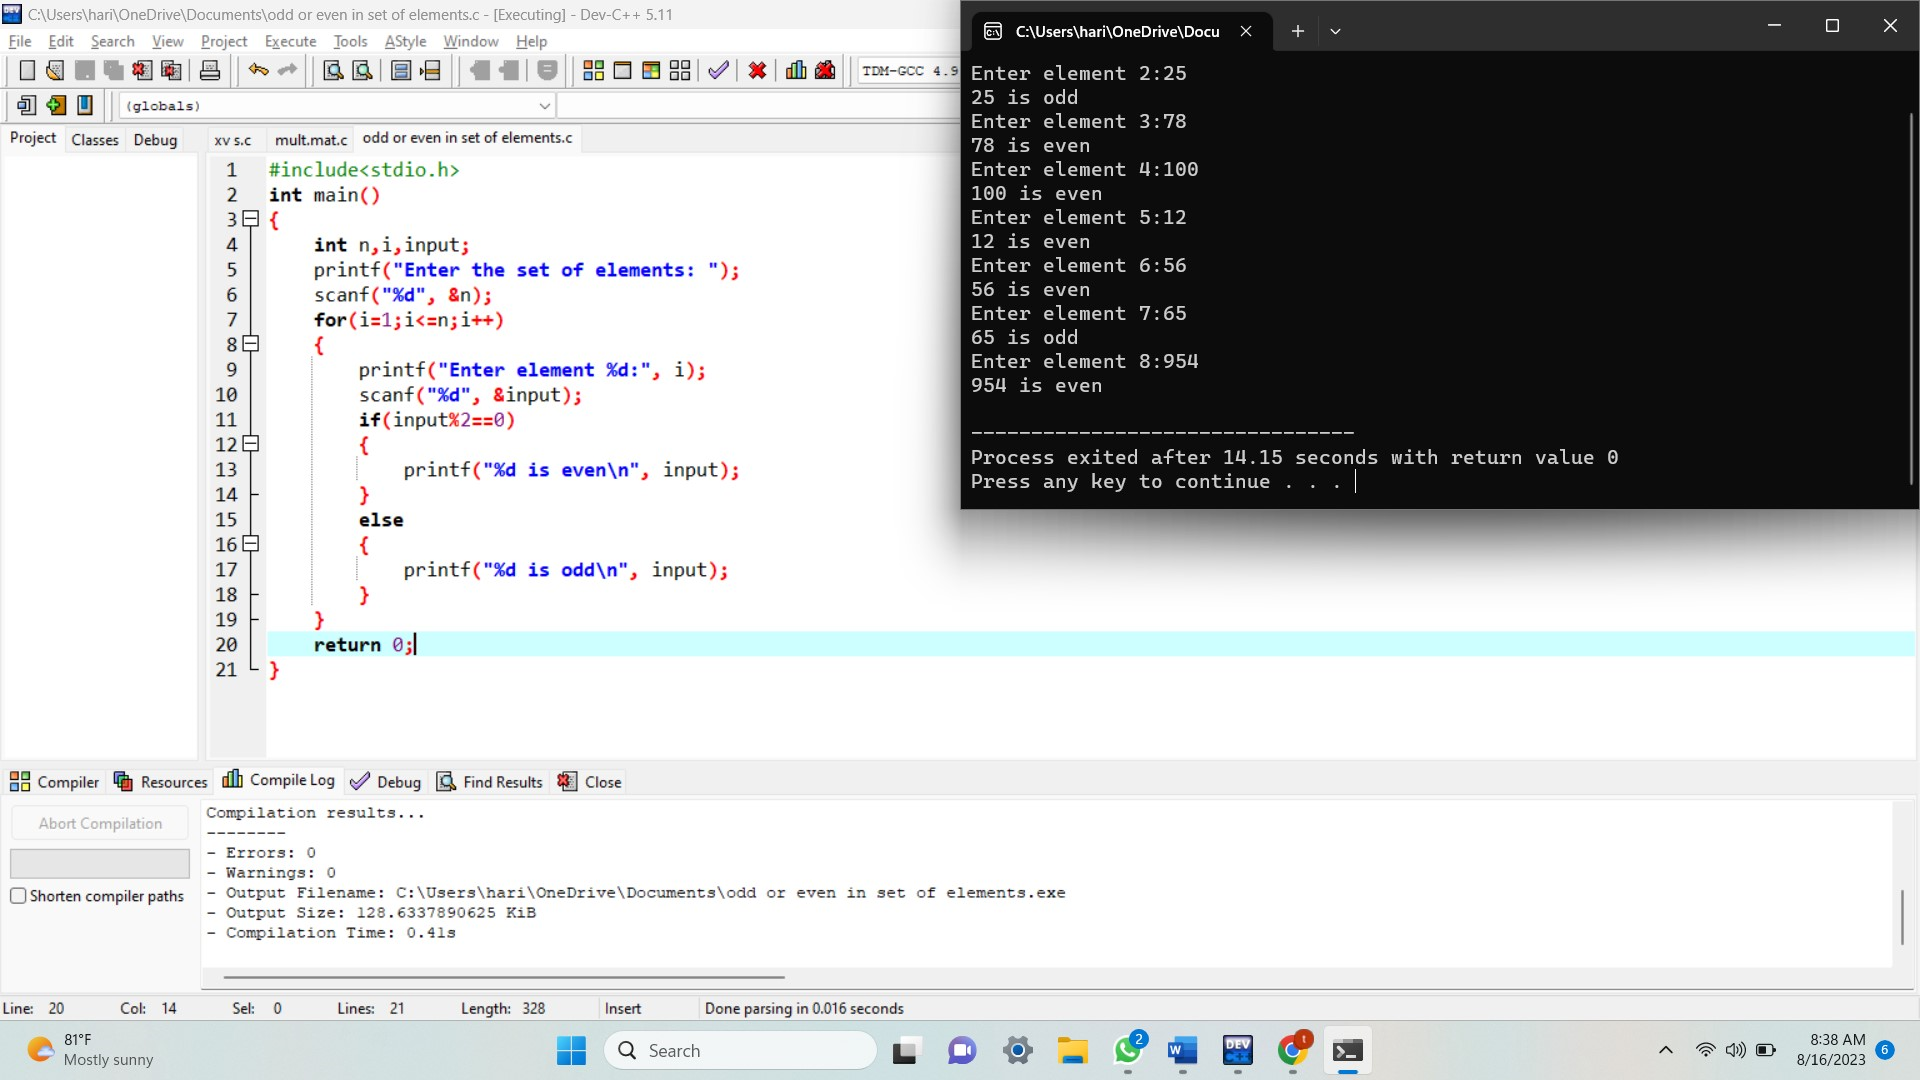 C:\Users\hari\OneDrive\Documents\odd or even in set of elements.c - [Executing] - Dev-C++ 5.11
File Edit Search View Project Execute Tools AStyle Window Help
TDM-GCC 4.9
(globals)
Project Classes Debug
xv s.c mult.mat.c odd or even in set of elements.c
1 #include<stdio.h>
2 int main()
3 {
4 int n,i,input;
5 printf("Enter the set of elements: ");
6 scanf("%d", &n);
7 for(i=1;i<=n;i++)
8 {
9 printf("Enter element %d:", i);
10 scanf("%d", &input);
11 if(input%2==0)
12 {
13 printf("%d is even\n", input);
14 }
15 else
16 {
17 printf("%d is odd\n", input);
18 }
19 }
20 return 0;
21 }
C:\Users\hari\OneDrive\Docu
Enter element 2:25
25 is odd
Enter element 3:78
78 is even
Enter element 4:100
100 is even
Enter element 5:12
12 is even
Enter element 6:56
56 is even
Enter element 7:65
65 is odd
Enter element 8:954
954 is even
--------------------------------
Process exited after 14.15 seconds with return value 0
Press any key to continue . . .
Compiler Resources Compile Log Debug Find Results Close
Abort Compilation
Shorten compiler paths
Compilation results...
--------
- Errors: 0
- Warnings: 0
- Output Filename: C:\Users\hari\OneDrive\Documents\odd or even in set of elements.exe
- Output Size: 128.6337890625 KiB
- Compilation Time: 0.41s
Line: 20 Col: 14 Sel: 0 Lines: 21 Length: 328 Insert Done parsing in 0.016 seconds
81°F
Mostly sunny
Search
2
W
DEV
C++
t
8:38 AM
8/16/2023
6